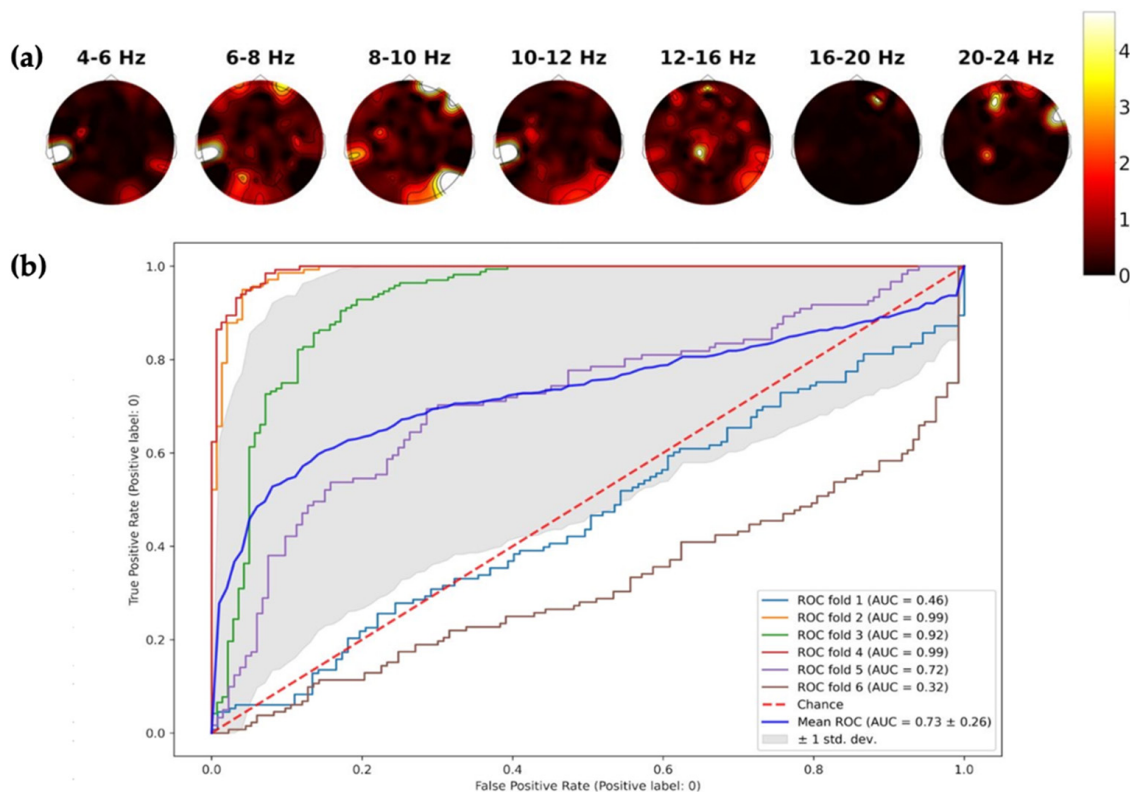 (a)
4-6 Hz 6-8 Hz 8-10 Hz 10-12 Hz 12-16 Hz 16-20 Hz 20-24 Hz
4
3
2
1
0
(b)
1.0
0.8
0.6
0.4
0.2
0.0
True Positive Rate (Positive label: 0)
ROC fold 1 (AUC = 0.46)
ROC fold 2 (AUC = 0.99)
ROC fold 3 (AUC = 0.92)
ROC fold 4 (AUC = 0.99)
ROC fold 5 (AUC = 0.72)
ROC fold 6 (AUC = 0.32)
Chance
Mean ROC (AUC = 0.73 ± 0.26)
± 1 std. dev.
0.0 0.2 0.4 0.6 0.8 1.0
False Positive Rate (Positive label: 0)